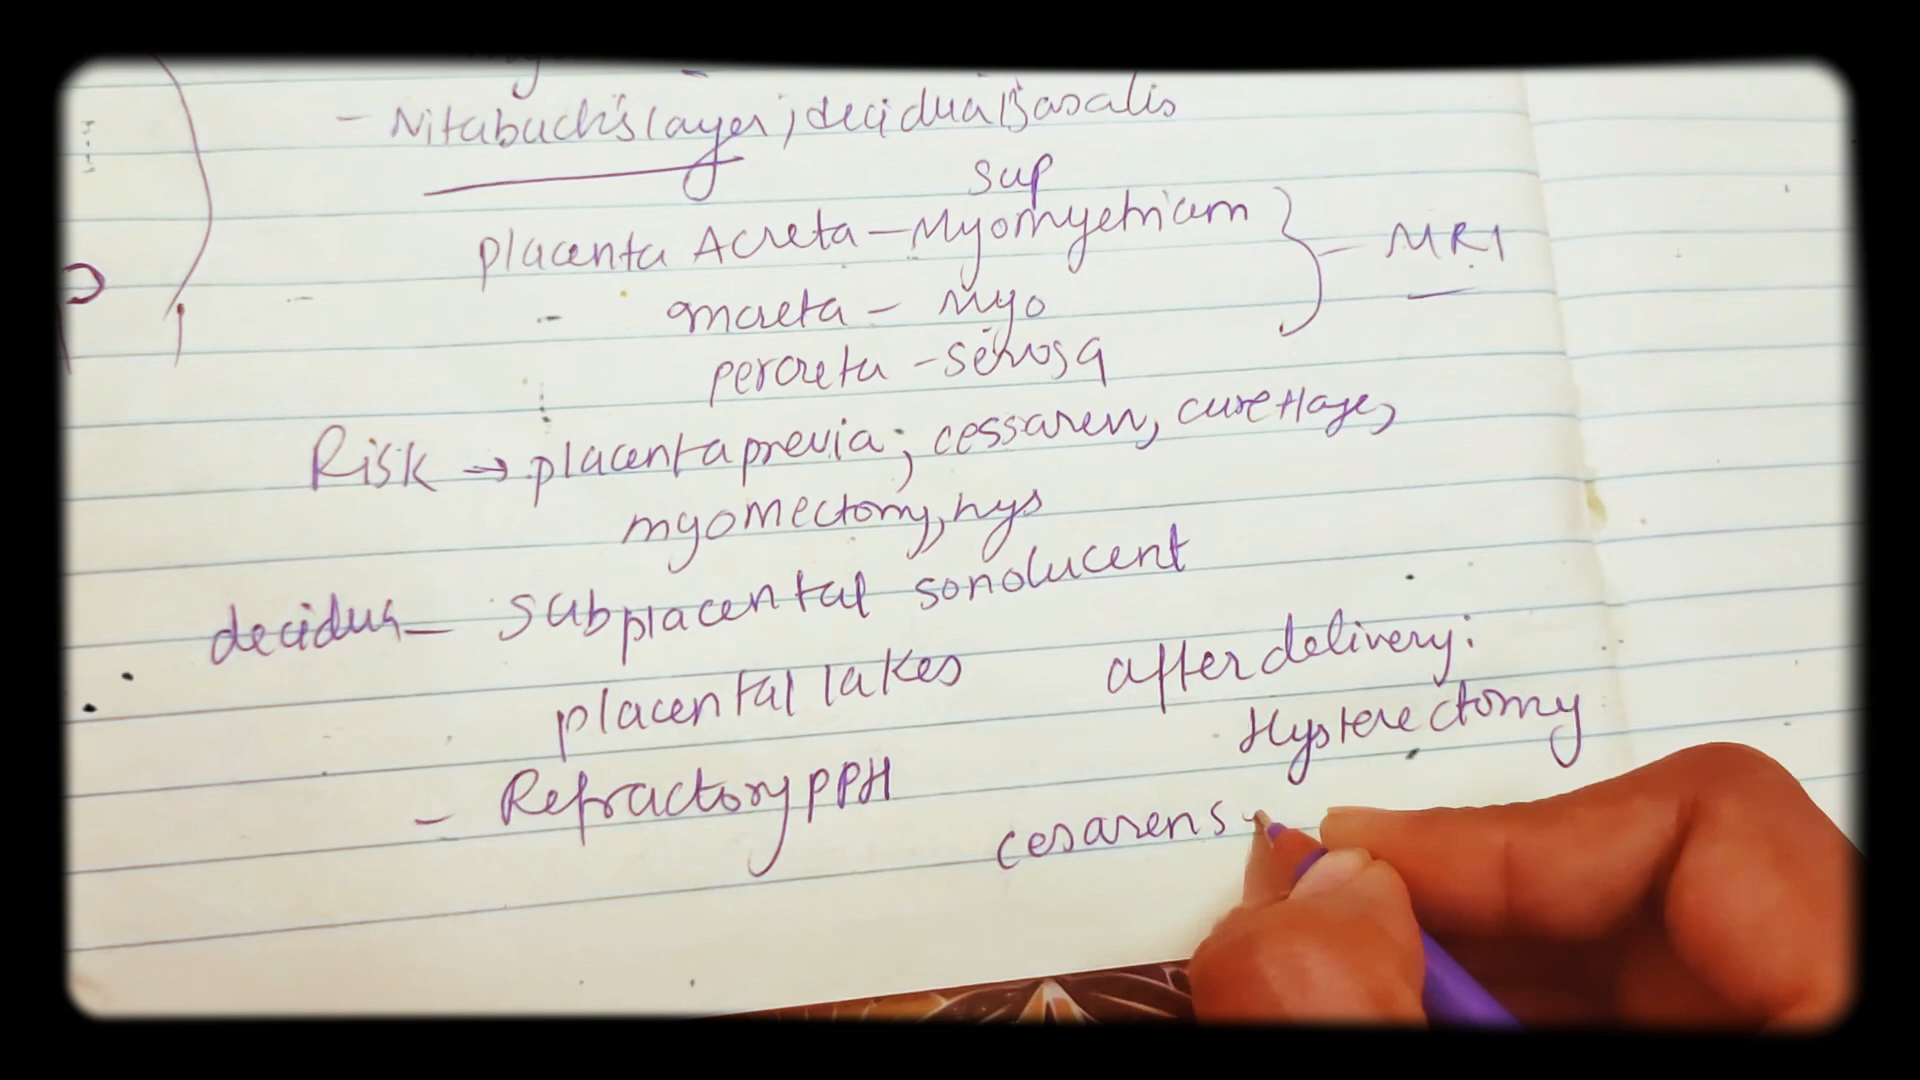 - Nitabuch's layer; decidua Basalis
sup
placenta Acreta - Myomyetrium } - MRI
- increta - Myo
percreta - serosa
Risk → placenta previa; cessaren, curettage,
myomectomy, hys
decidua - subplacental sonolucent
placental lakes
- Refractory PPH
after delivery:
Hysterectomy
cesarens